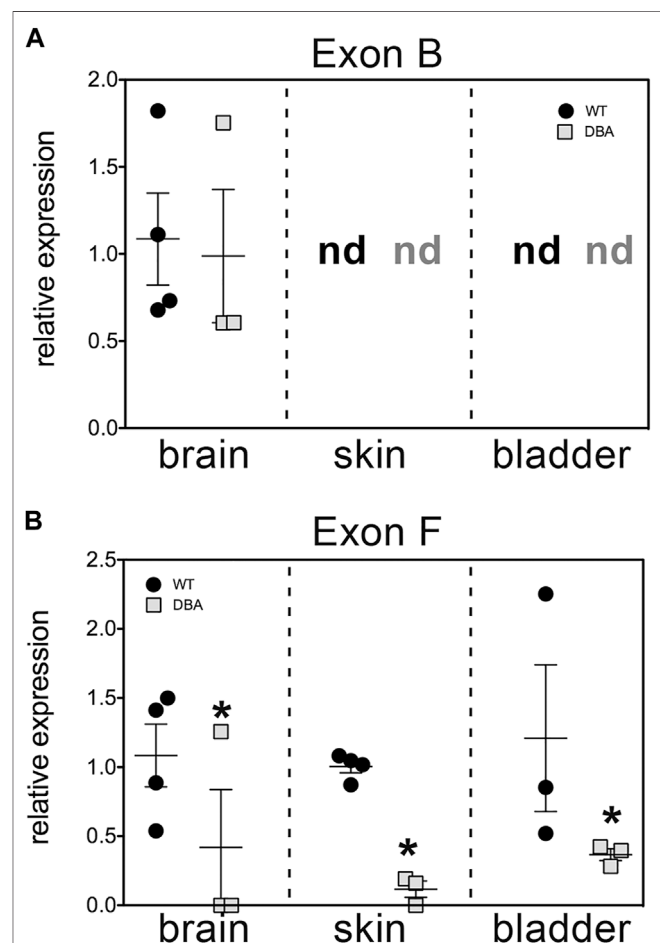 A
Exon B
relative expression
2.0
1.5
1.0
0.5
0.0
WT
DBA
nd nd
nd nd
brain
skin
bladder
B
Exon F
relative expression
2.5
2.0
1.5
1.0
0.5
0.0
WT
DBA
*
*
*
brain
skin
bladder